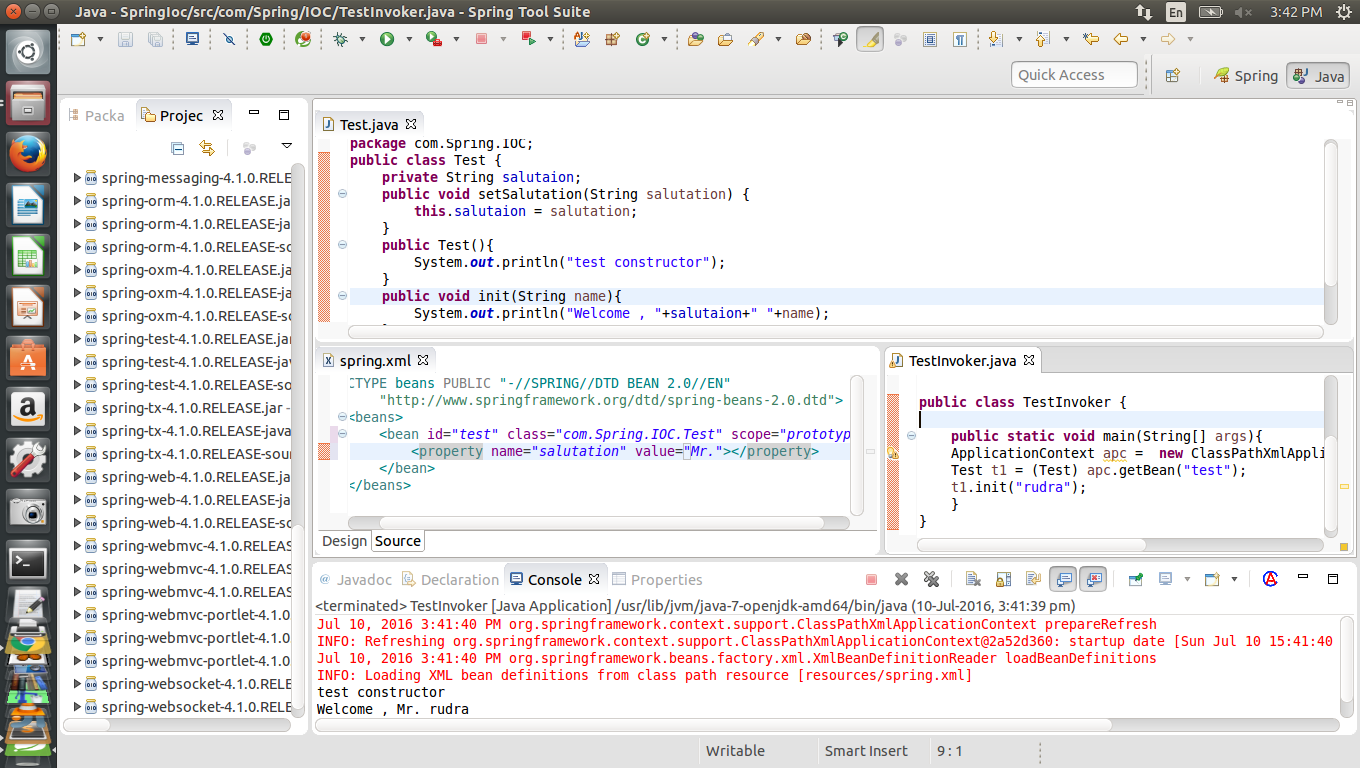 Java - SpringIoc/src/com/Spring/IOC/TestInvoker.java - Spring Tool Suite
En
3:42 PM
Quick Access
Spring
Java
Packa
Projec
spring-messaging-4.1.0.RELE
spring-orm-4.1.0.RELEASE.ja
spring-orm-4.1.0.RELEASE-ja
spring-orm-4.1.0.RELEASE-so
spring-oxm-4.1.0.RELEASE.ja
spring-oxm-4.1.0.RELEASE-ja
spring-oxm-4.1.0.RELEASE-so
spring-test-4.1.0.RELEASE.jar
spring-test-4.1.0.RELEASE-jav
spring-test-4.1.0.RELEASE-so
spring-tx-4.1.0.RELEASE.jar -
spring-tx-4.1.0.RELEASE-java
spring-tx-4.1.0.RELEASE-sour
spring-web-4.1.0.RELEASE.ja
spring-web-4.1.0.RELEASE-ja
spring-web-4.1.0.RELEASE-so
spring-webmvc-4.1.0.RELEAS
spring-webmvc-4.1.0.RELEAS
spring-webmvc-4.1.0.RELEAS
spring-webmvc-portlet-4.1.0
spring-webmvc-portlet-4.1.0
spring-webmvc-portlet-4.1.0
spring-websocket-4.1.0.RELE
spring-websocket-4.1.0.RELE
Test.java
package com.Spring.IOC;
public class Test {
private String salutaion;
public void setSalutation(String salutation) {
this.salutaion = salutation;
}
public Test(){
System.out.println("test constructor");
}
public void init(String name){
System.out.println("Welcome , "+salutaion+" "+name);
spring.xml
CTYPE beans PUBLIC "-//SPRING//DTD BEAN 2.0//EN"
"http://www.springframework.org/dtd/spring-beans-2.0.dtd">
<beans>
<bean id="test" class="com.Spring.IOC.Test" scope="prototyp
<property name="salutation" value="Mr."></property>
</bean>
</beans>
Design
Source
TestInvoker.java
public class TestInvoker {
public static void main(String[] args){
ApplicationContext apc =  new ClassPathXmlAppli
Test t1 = (Test) apc.getBean("test");
t1.init("rudra");
}
}
@ Javadoc
Declaration
Console
Properties
<terminated> TestInvoker [Java Application] /usr/lib/jvm/java-7-openjdk-amd64/bin/java (10-Jul-2016, 3:41:39 pm)
Jul 10, 2016 3:41:40 PM org.springframework.context.support.ClassPathXmlApplicationContext prepareRefresh
INFO: Refreshing org.springframework.context.support.ClassPathXmlApplicationContext@2a52d360: startup date [Sun Jul 10 15:41:40
Jul 10, 2016 3:41:40 PM org.springframework.beans.factory.xml.XmlBeanDefinitionReader loadBeanDefinitions
INFO: Loading XML bean definitions from class path resource [resources/spring.xml]
test constructor
Welcome , Mr. rudra
Writable
Smart Insert
9 : 1